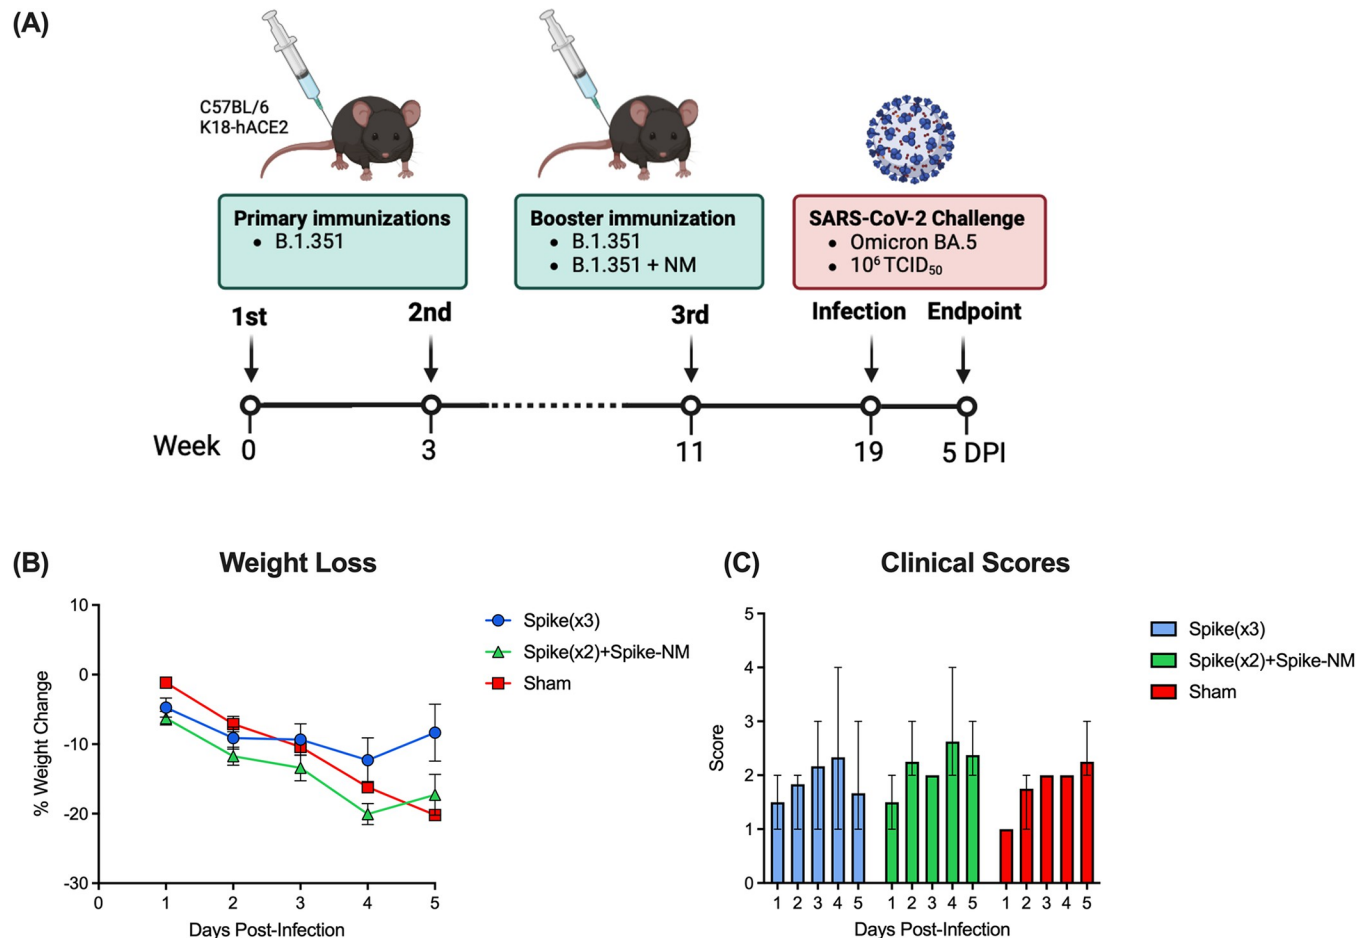 (A)
C57BL/6
K18-hACE2
Primary immunizations
• B.1.351
Booster immunization
• B.1.351
• B.1.351 + NM
SARS-CoV-2 Challenge
• Omicron BA.5
• 10⁶ TCID₅₀
1st
2nd
3rd
Infection
Endpoint
Week
0
3
11
19
5 DPI
(B)
Weight Loss
10
0
-10
-20
-30
% Weight Change
0
1
2
3
4
5
Days Post-Infection
Spike(x3)
Spike(x2)+Spike-NM
Sham
(C)
Clinical Scores
5
4
3
2
1
0
Score
1 2 3 4 5
1 2 3 4 5
1 2 3 4 5
Days Post-Infection
Spike(x3)
Spike(x2)+Spike-NM
Sham